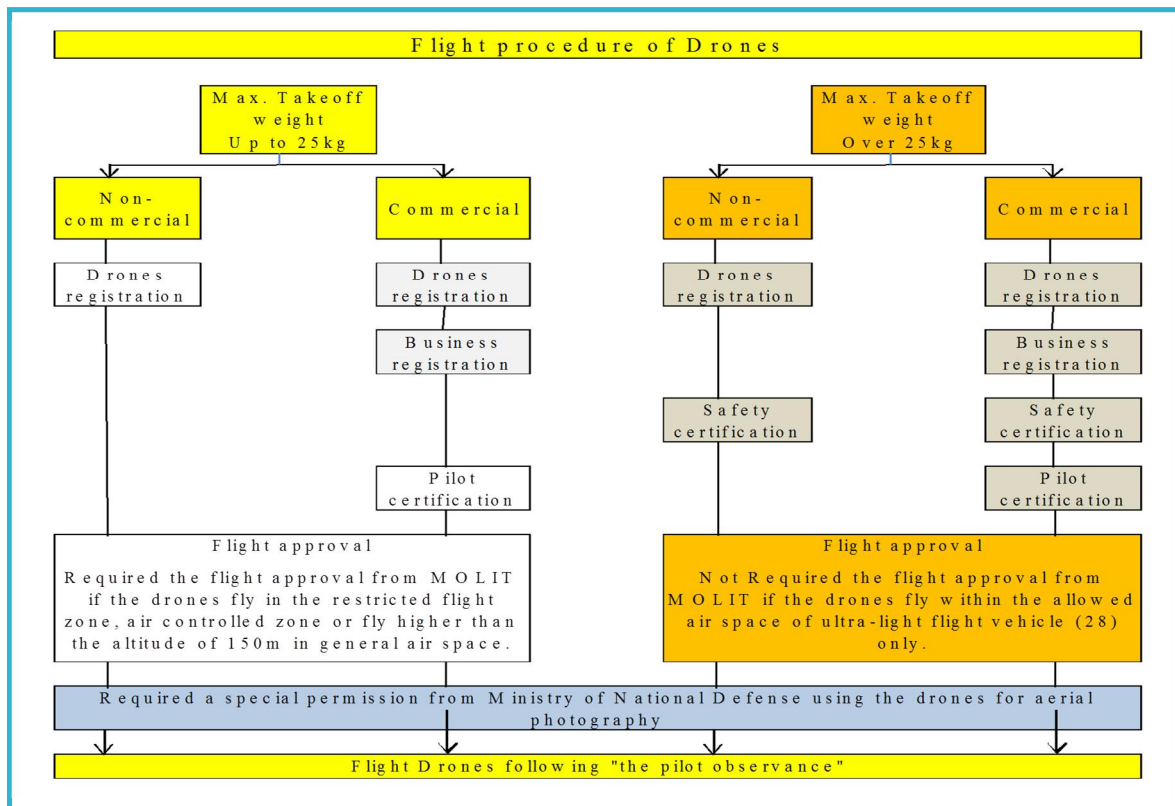 Flight procedure of Drones
Max. Takeoff
weight
Up to 25kg
Max. Takeoff
weight
Over 25kg
Non-
commercial
Commercial
Non-
commercial
Commercial
Drones
registration
Drones
registration
Drones
registration
Drones
registration
Business
registration
Business
registration
Safety
certification
Safety
certification
Pilot
certification
Pilot
certification
Flight approval
Required the flight approval from MOLIT
if the drones fly in the restricted flight
zone, air controlled zone or fly higher than
the altitude of 150m in general air space.
Flight approval
Not Required the flight approval from
MOLIT if the drones fly within the allowed
air space of ultra-light flight vehicle (28)
only.
Required a special permission from Ministry of National Defense using the drones for aerial
photography
Flight Drones following "the pilot observance"